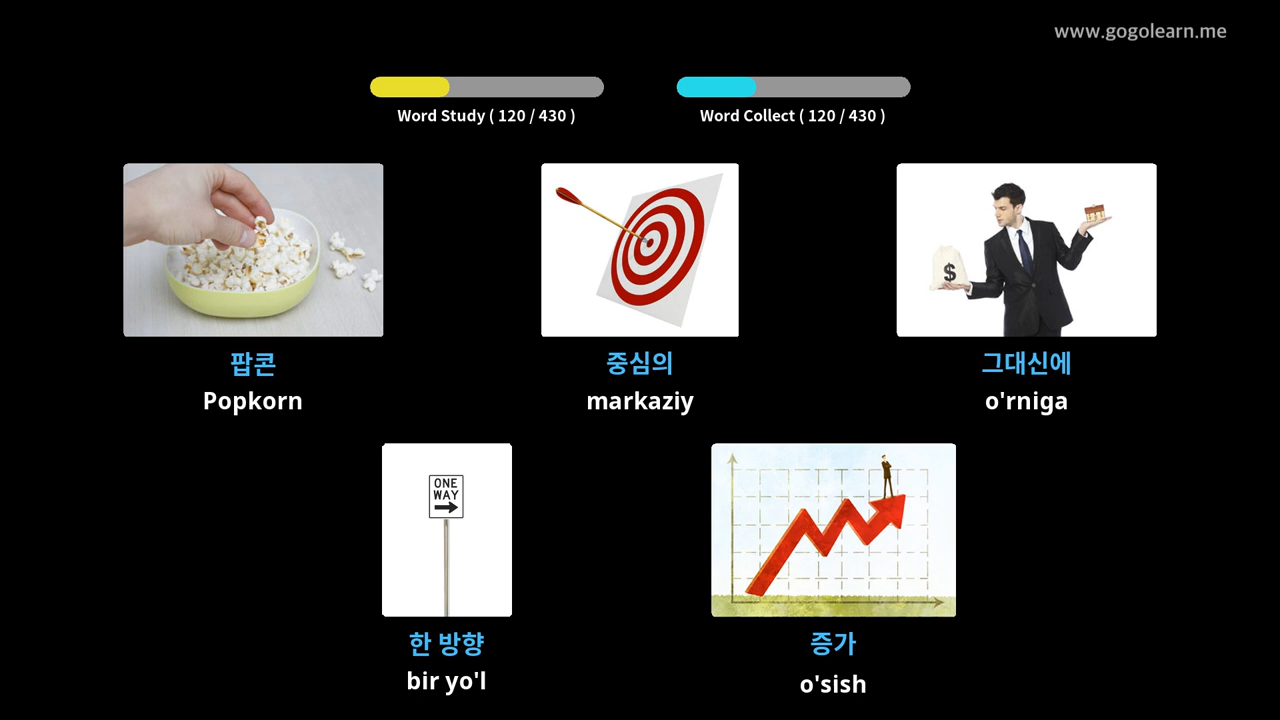 www.gogolearn.me
Word Study ( 120 / 430 )
Word Collect ( 120 / 430 )
팝콘
Popkorn
중심의
markaziy
$
그대신에
o'rniga
ONE
WAY
한 방향
bir yo'l
증가
o'sish